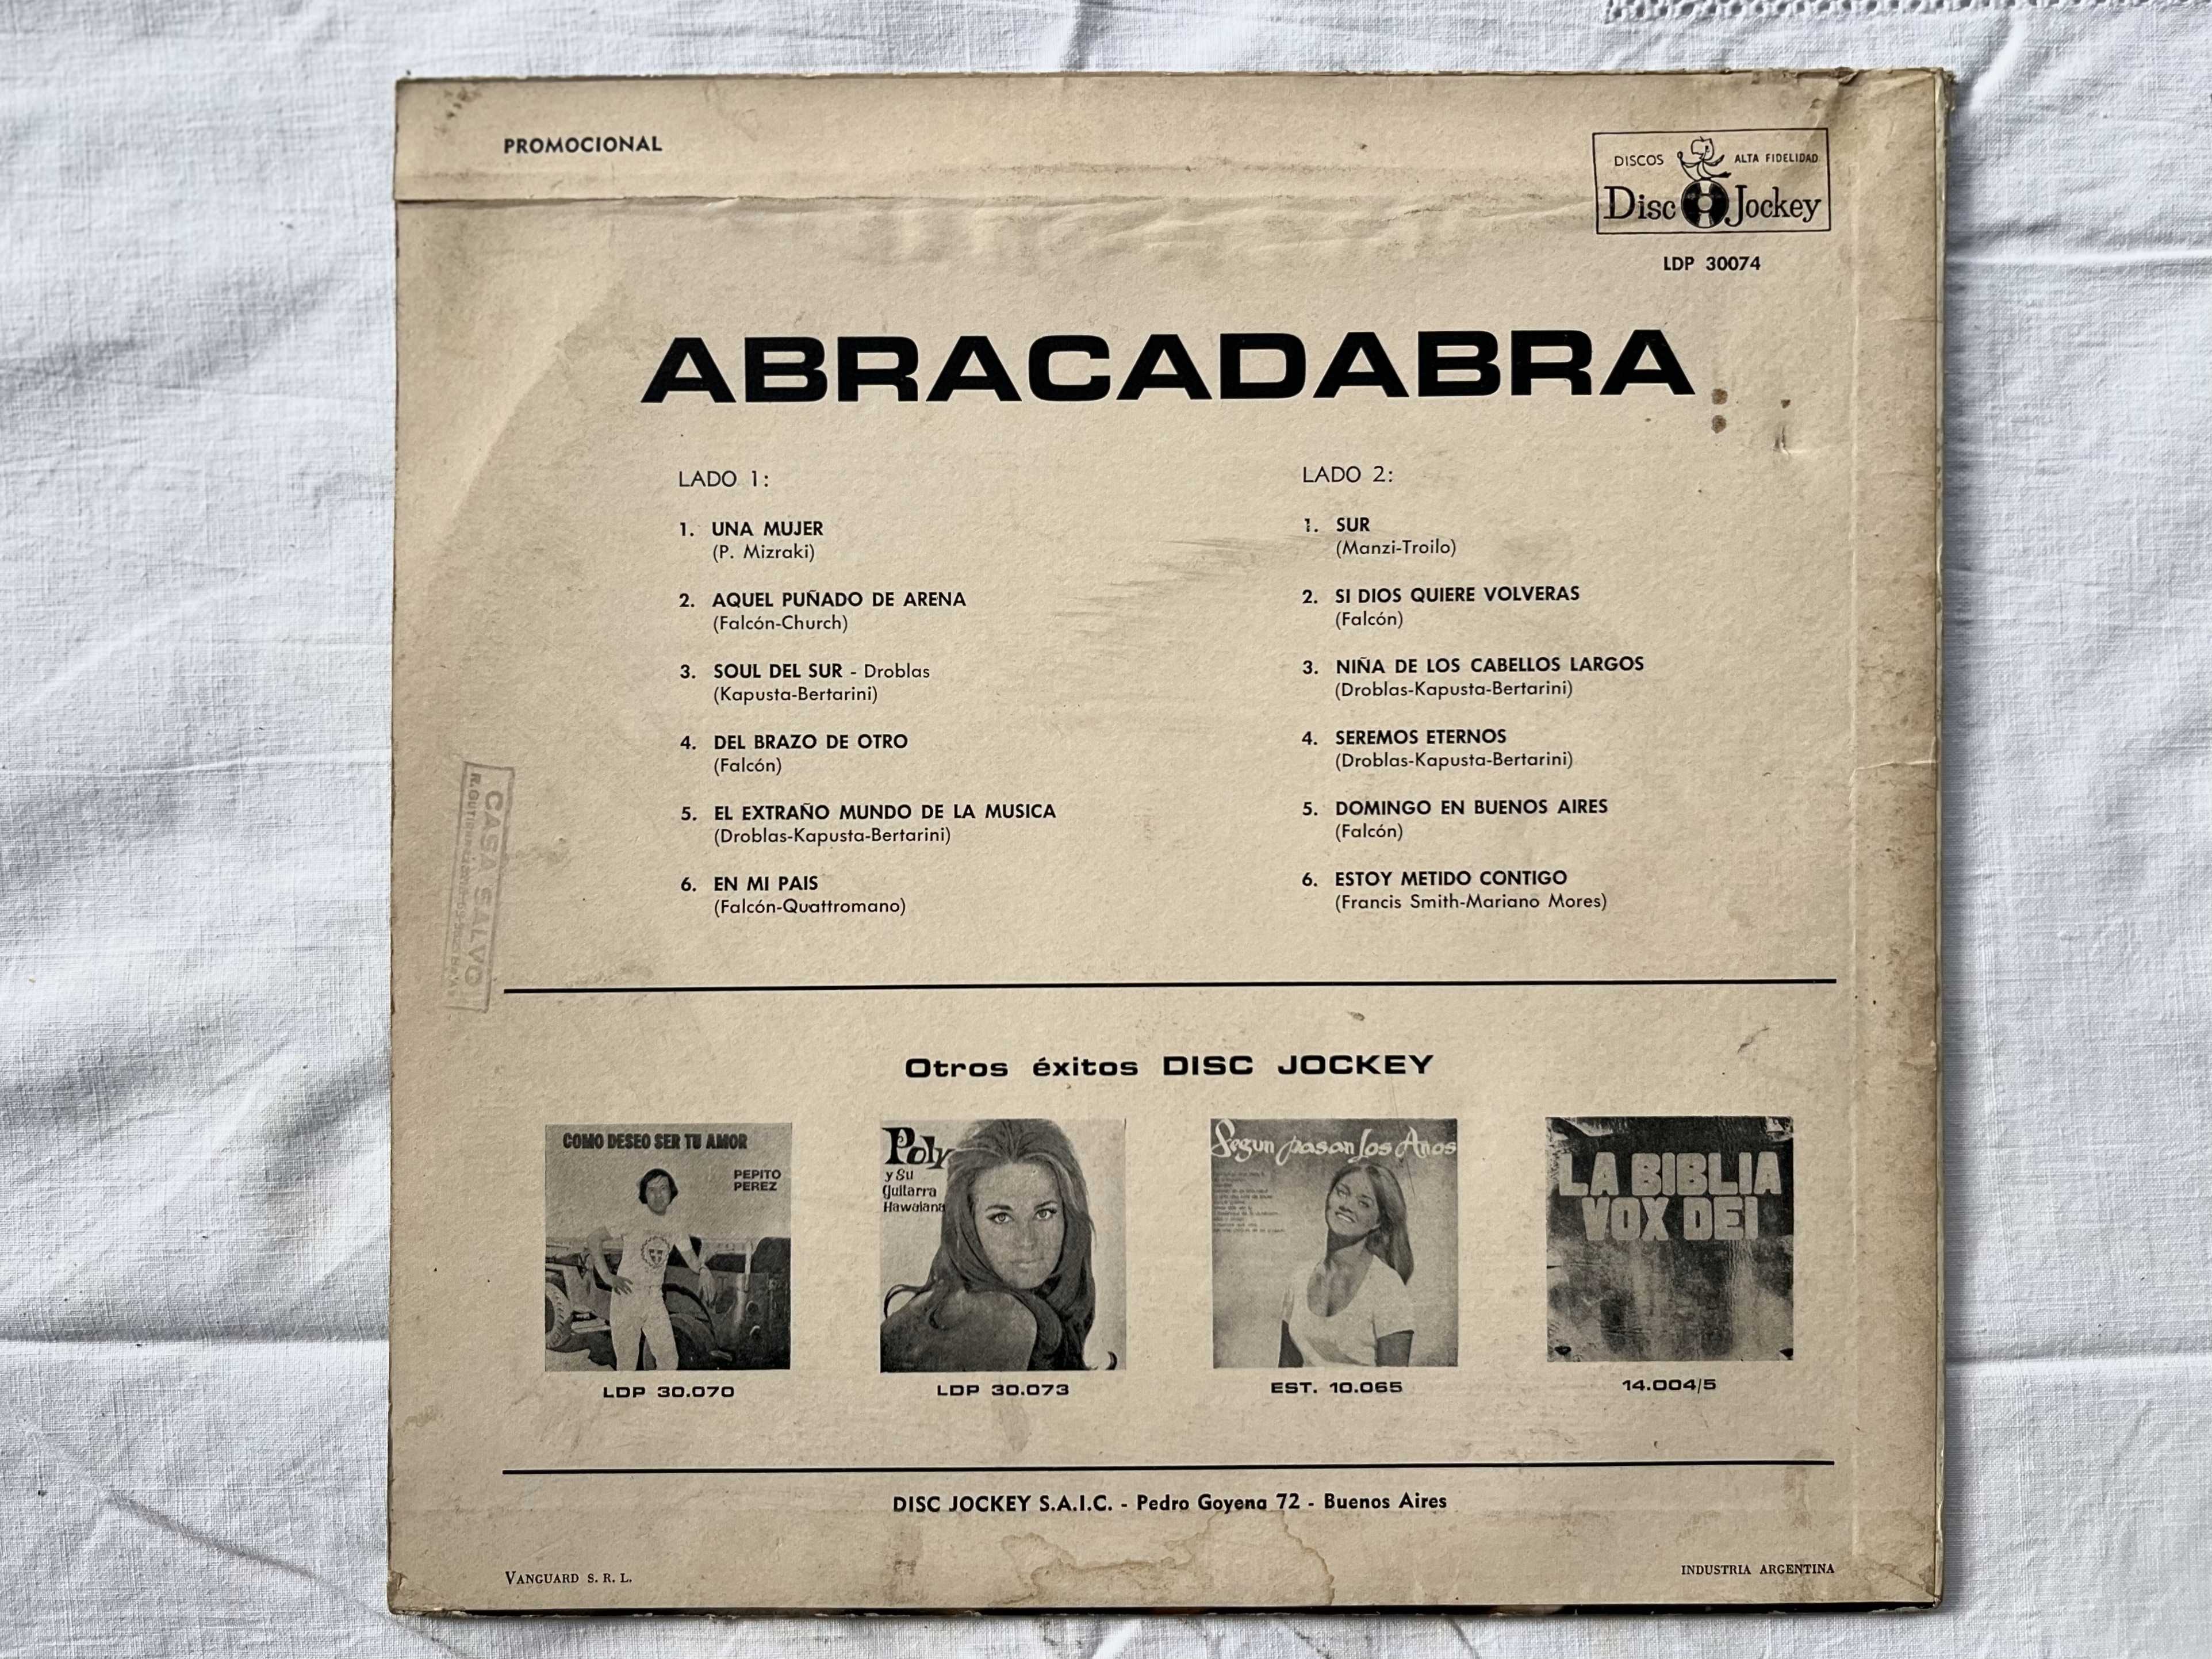 PROMOCIONAL
DISCOS ALTA FIDELIDAD
Disc Jockey
LDP 30074
ABRACADABRA
LADO 1:
1. UNA MUJER
(P. Mizraki)
2. AQUEL PUÑADO DE ARENA
(Falcón-Church)
3. SOUL DEL SUR - Droblas
(Kapusta-Bertarini)
4. DEL BRAZO DE OTRO
(Falcón)
5. EL EXTRAÑO MUNDO DE LA MUSICA
(Droblas-Kapusta-Bertarini)
6. EN MI PAIS
(Falcón-Quattromano)
LADO 2:
1. SUR
(Manzi-Troilo)
2. SI DIOS QUIERE VOLVERAS
(Falcón)
3. NIÑA DE LOS CABELLOS LARGOS
(Droblas-Kapusta-Bertarini)
4. SEREMOS ETERNOS
(Droblas-Kapusta-Bertarini)
5. DOMINGO EN BUENOS AIRES
(Falcón)
6. ESTOY METIDO CONTIGO
(Francis Smith-Mariano Mores)
CASA SALVO
Otros éxitos DISC JOCKEY
COMO DESEO SER TU AMOR
PEPITO
PEREZ
LDP 30.070
Poly
y Su
Guitarra
Hawaiana
LDP 30.073
Segun pasan los Años
EST. 10.065
LA BIBLIA
VOX DEI
14.004/5
DISC JOCKEY S.A.I.C. - Pedro Goyena 72 - Buenos Aires
VANGUARD S. R. L.
INDUSTRIA ARGENTINA